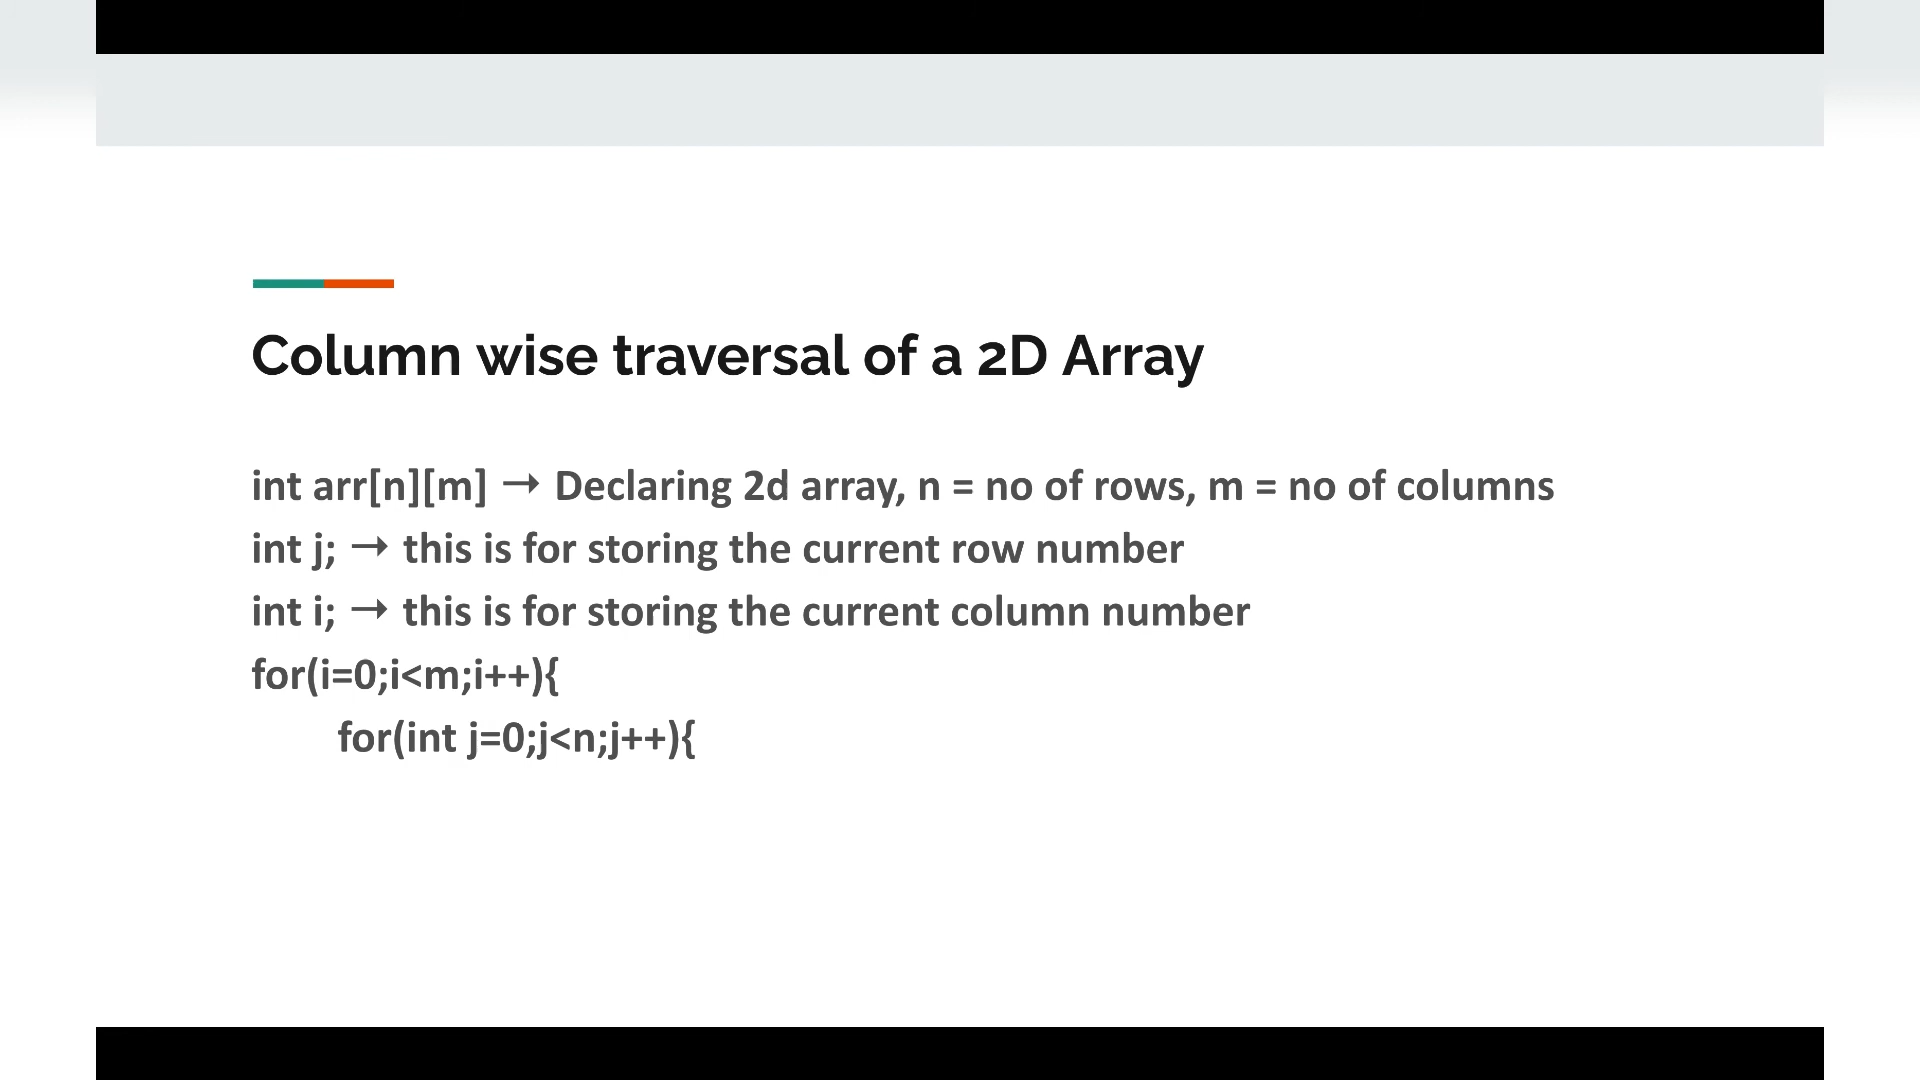 Column wise traversal of a 2D Array
int arr[n][m] → Declaring 2d array, n = no of rows, m = no of columns
int j; → this is for storing the current row number
int i; → this is for storing the current column number
for(i=0;i<m;i++){
for(int j=0;j<n;j++){